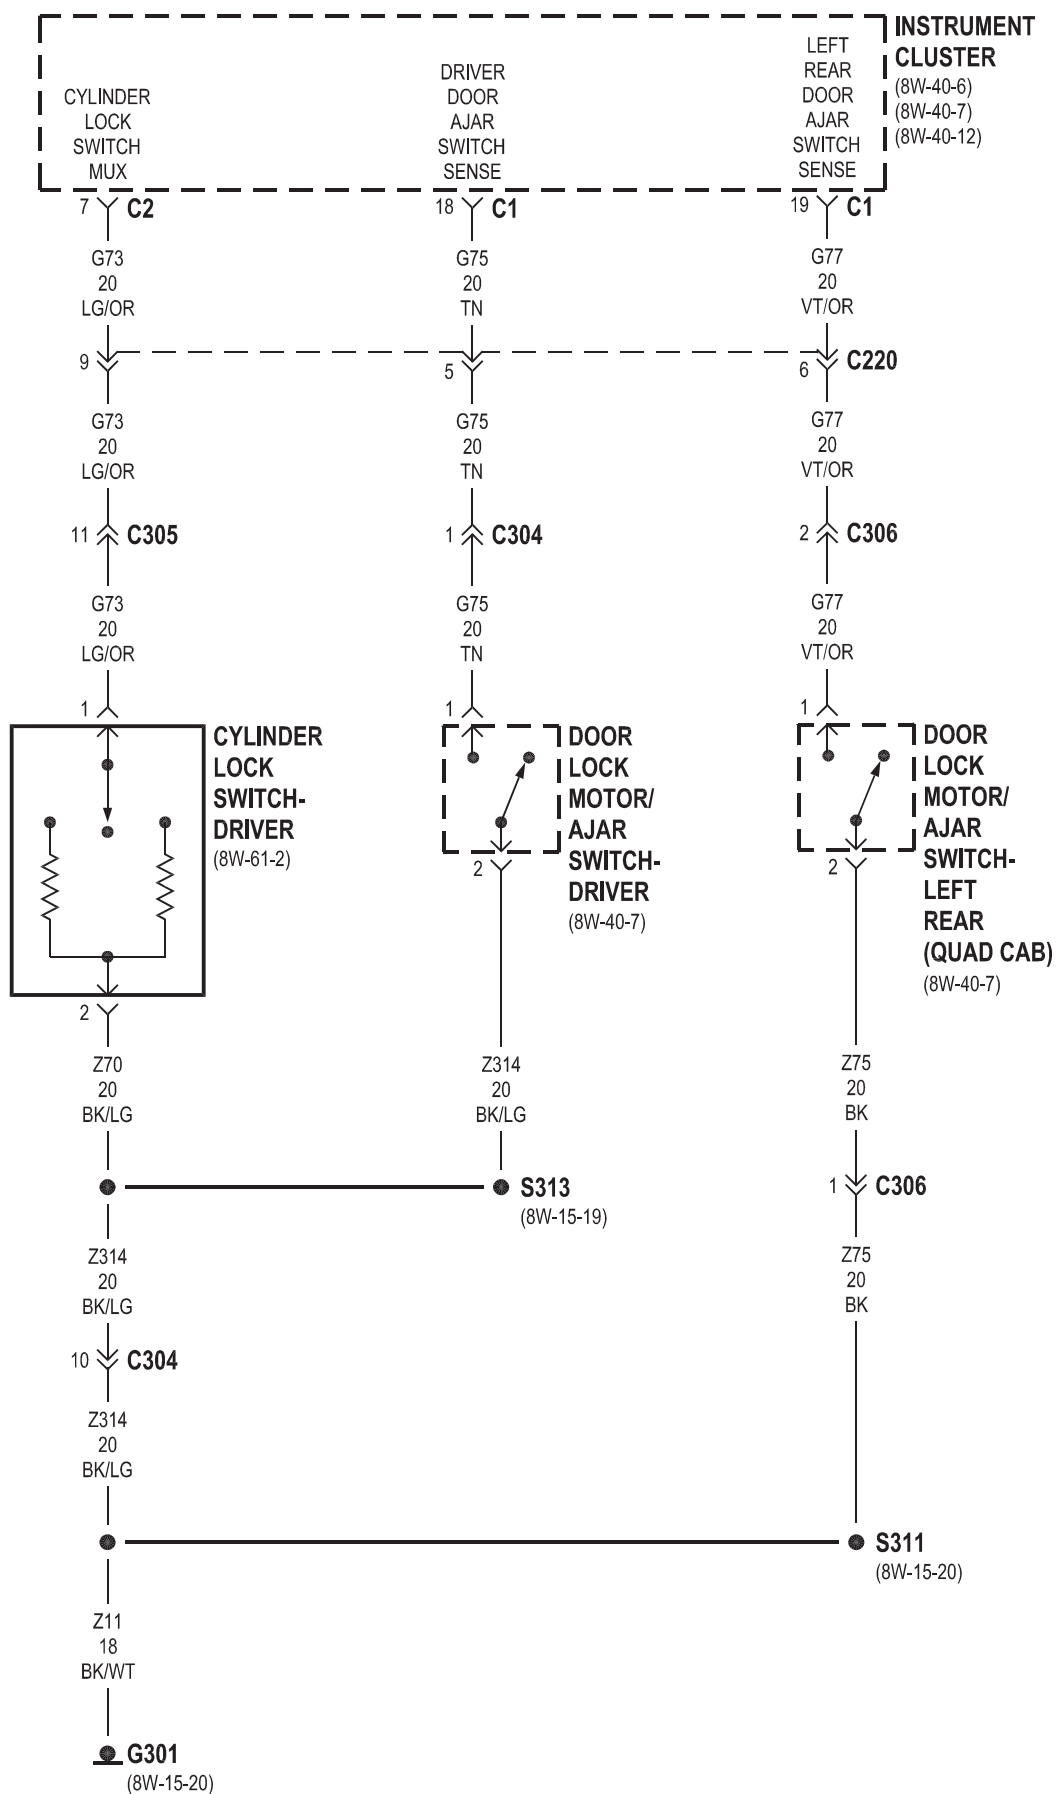 INSTRUMENT
CLUSTER
(8W-40-6)
(8W-40-7)
(8W-40-12)
CYLINDER
LOCK
SWITCH
MUX
DRIVER
DOOR
AJAR
SWITCH
SENSE
LEFT
REAR
DOOR
AJAR
SWITCH
SENSE
7 C2
18 C1
19 C1
G73
20
LG/OR
G75
20
TN
G77
20
VT/OR
9
5
6 C220
G73
20
LG/OR
G75
20
TN
G77
20
VT/OR
11 C305
1 C304
2 C306
G73
20
LG/OR
G75
20
TN
G77
20
VT/OR
1
1
1
CYLINDER
LOCK
SWITCH-
DRIVER
(8W-61-2)
DOOR
LOCK
MOTOR/
AJAR
SWITCH-
DRIVER
(8W-40-7)
DOOR
LOCK
MOTOR/
AJAR
SWITCH-
LEFT
REAR
(QUAD CAB)
(8W-40-7)
2
2
2
Z70
20
BK/LG
Z314
20
BK/LG
Z75
20
BK
S313
(8W-15-19)
1 C306
Z314
20
BK/LG
Z75
20
BK
10 C304
Z314
20
BK/LG
S311
(8W-15-20)
Z11
18
BK/WT
G301
(8W-15-20)